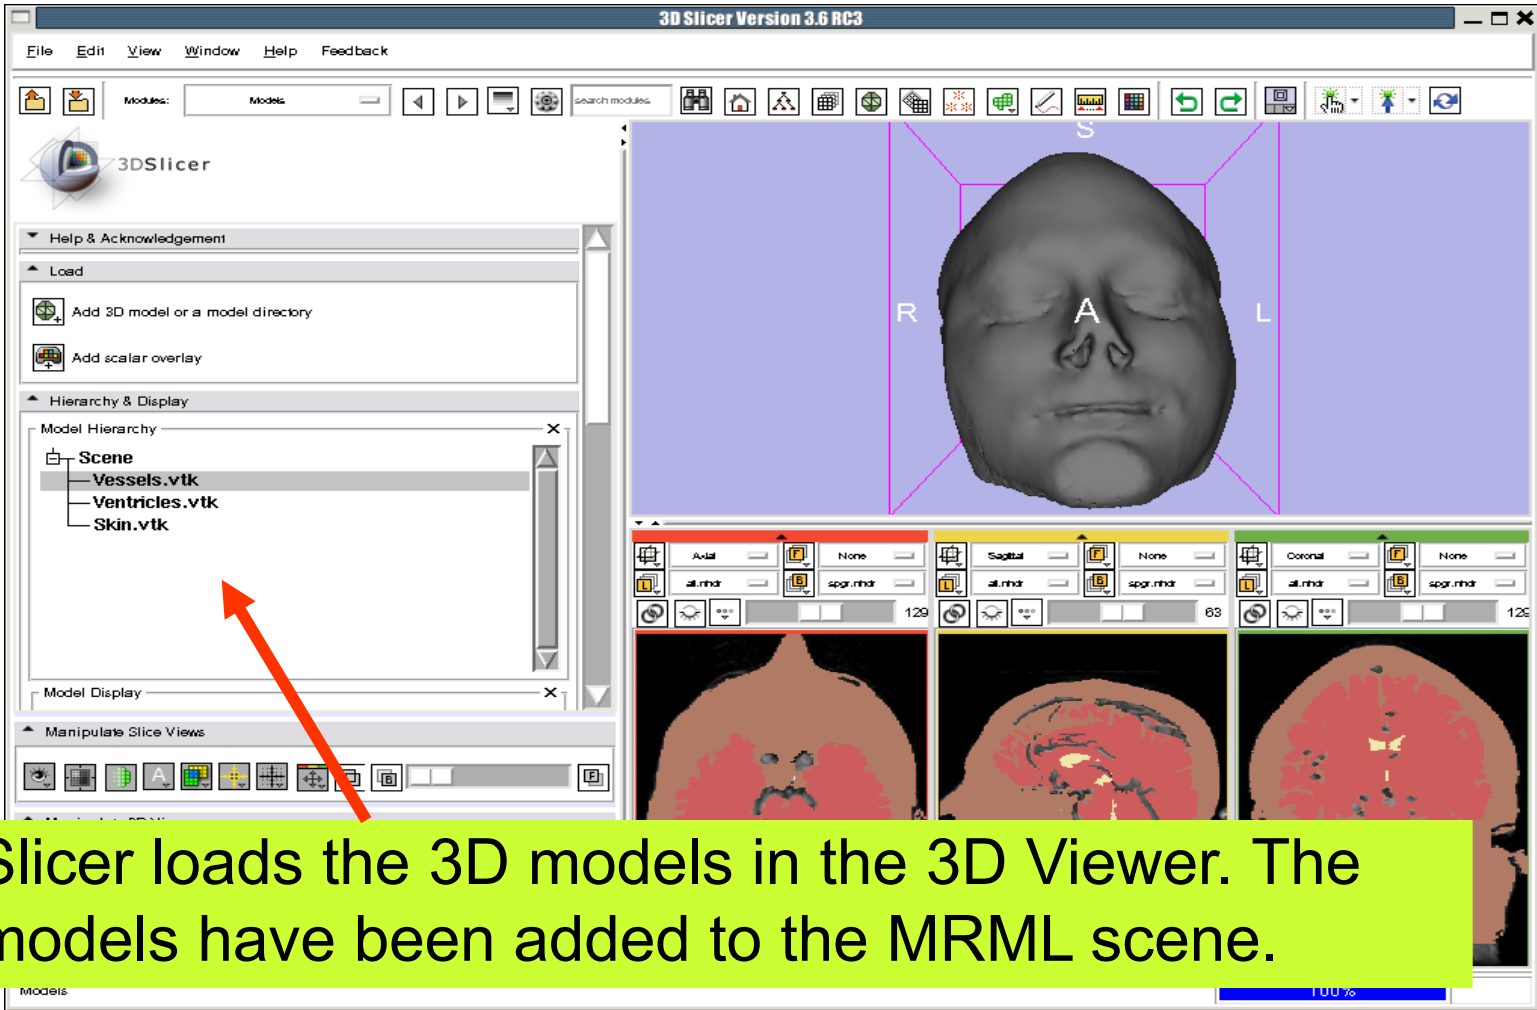 3D Slicer Version 3.6 RC3
File Edit View Window Help Feedback
Modules: Models search modules
3DSlicer
Help & Acknowledgement
Load
Add 3D model or a model directory
Add scalar overlay
Hierarchy & Display
Model Hierarchy
Scene
Vessels.vtk
Ventricles.vtk
Skin.vtk
Model Display
Manipulate Slice Views
S
R A L
Axial F None
L all.nhdr B spgr.nhdr
129
Sagittal F None
L all.nhdr B spgr.nhdr
63
Coronal F None
L all.nhdr B spgr.nhdr
129
A B F
Slicer loads the 3D models in the 3D Viewer. The
models have been added to the MRML scene.
Models 100%